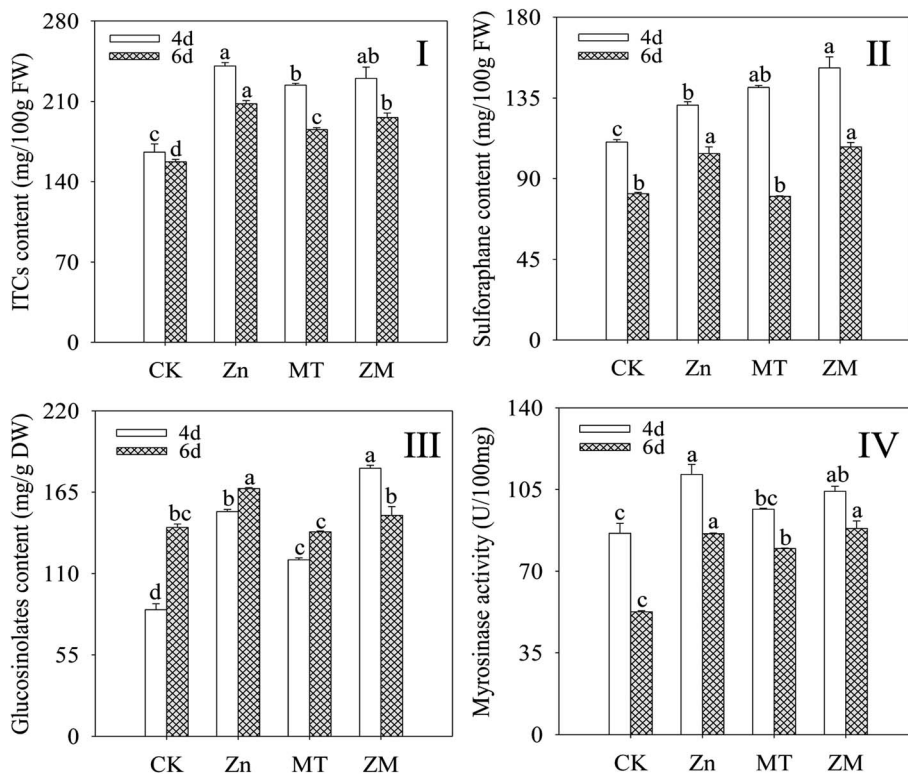 ITCs content (mg/100g FW)
280
210
140
70
0
4d
6d
I
c
d
a
a
b
c
ab
b
CK Zn MT ZM
Sulforaphane content (mg/100g FW)
180
135
90
45
0
4d
6d
II
c
b
b
a
ab
b
a
a
CK Zn MT ZM
Glucosinolates content (mg/g DW)
220
165
110
55
0
4d
6d
III
d
bc
b
a
c
c
a
b
CK Zn MT ZM
Myrosinase activity (U/100mg)
140
105
70
35
0
4d
6d
IV
c
c
a
a
bc
b
ab
a
CK Zn MT ZM